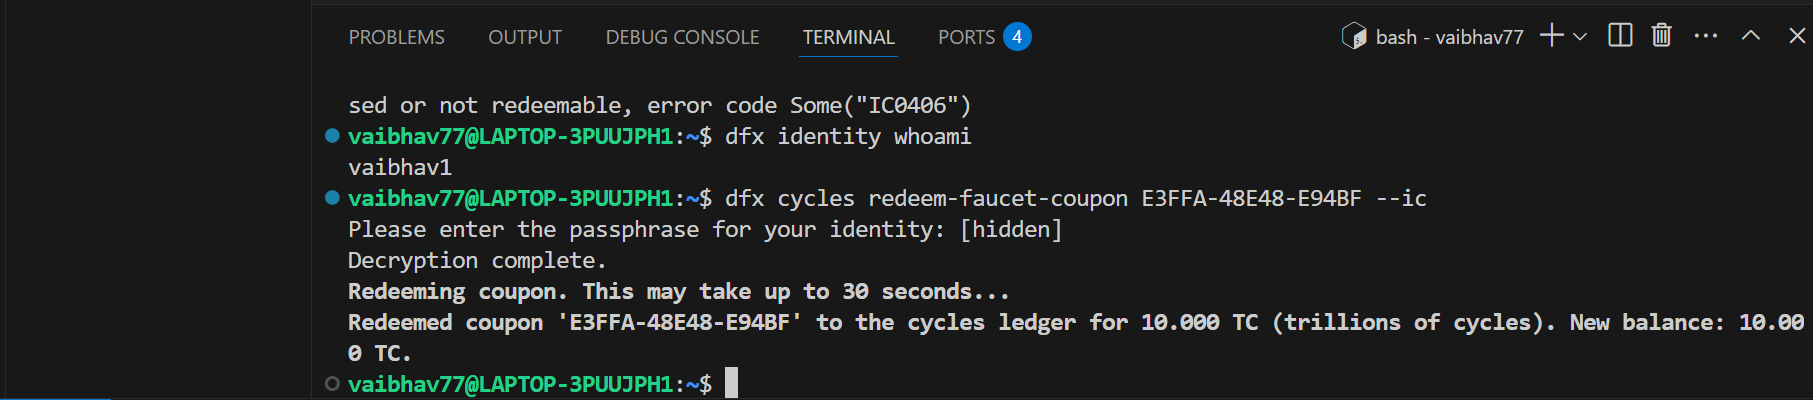 PROBLEMS OUTPUT DEBUG CONSOLE TERMINAL PORTS 4 bash - vaibhav77
sed or not redeemable, error code Some("IC0406")
vaibhav77@LAPTOP-3PUUJPH1:~$ dfx identity whoami
vaibhav1
vaibhav77@LAPTOP-3PUUJPH1:~$ dfx cycles redeem-faucet-coupon E3FFA-48E48-E94BF --ic
Please enter the passphrase for your identity: [hidden]
Decryption complete.
Redeeming coupon. This may take up to 30 seconds...
Redeemed coupon 'E3FFA-48E48-E94BF' to the cycles ledger for 10.000 TC (trillions of cycles). New balance: 10.00
0 TC.
vaibhav77@LAPTOP-3PUUJPH1:~$